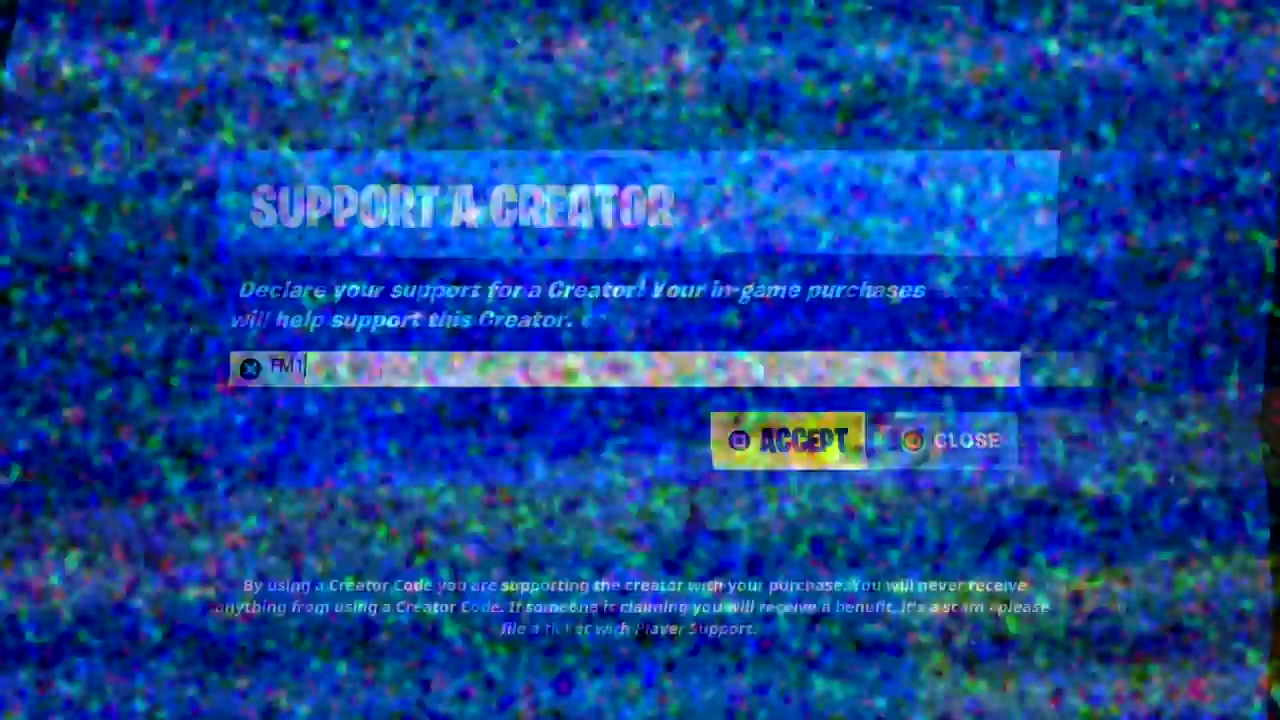 SUPPORT A CREATOR
Declare your support for a Creator! Your in-game purchases
will help support this Creator.
FM1
ACCEPT
CLOSE
By using a Creator Code you are supporting the creator with your purchase. You will never receive
anything from using a Creator Code. If someone is claiming you will receive a benefit, it's a scam - please
file a ticket with Player Support.